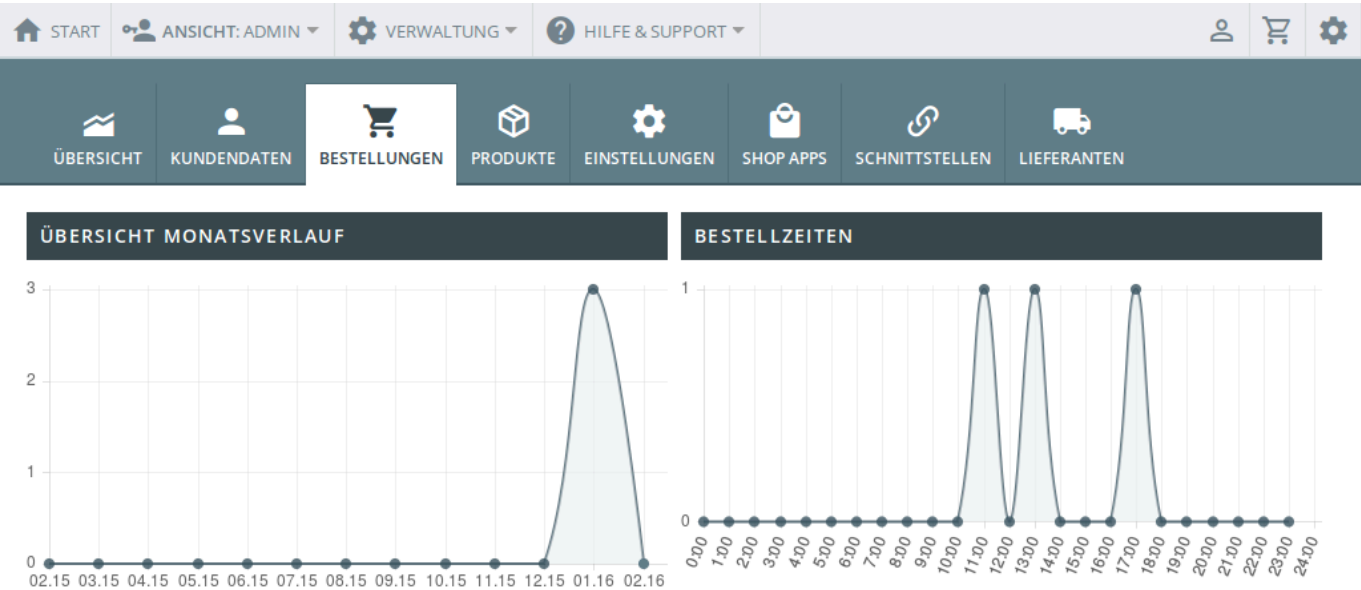 START ANSICHT: ADMIN VERWALTUNG HILFE & SUPPORT
ÜBERSICHT KUNDENDATEN BESTELLUNGEN PRODUKTE EINSTELLUNGEN SHOP APPS SCHNITTSTELLEN LIEFERANTEN
ÜBERSICHT MONATSVERLAUF
3
2
1
0
02.15 03.15 04.15 05.15 06.15 07.15 08.15 09.15 10.15 11.15 12.15 01.16 02.16
BESTELLZEITEN
1
0
0:00 1:00 2:00 3:00 4:00 5:00 6:00 7:00 8:00 9:00 10:00 11:00 12:00 13:00 14:00 15:00 16:00 17:00 18:00 19:00 20:00 21:00 22:00 23:00 24:00